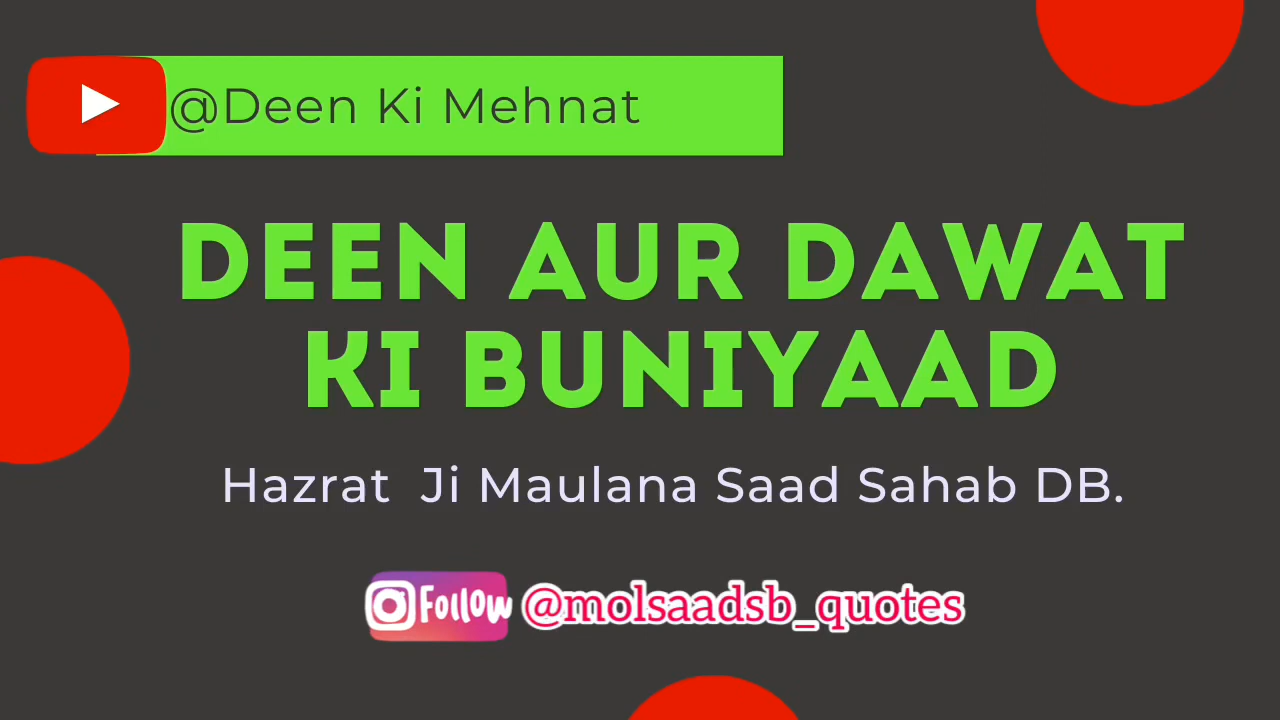 @Deen Ki Mehnat
DEEN AUR DAWAT
KI BUNIYAAD
Hazrat Ji Maulana Saad Sahab DB.
Follow @molsaadsb_quotes